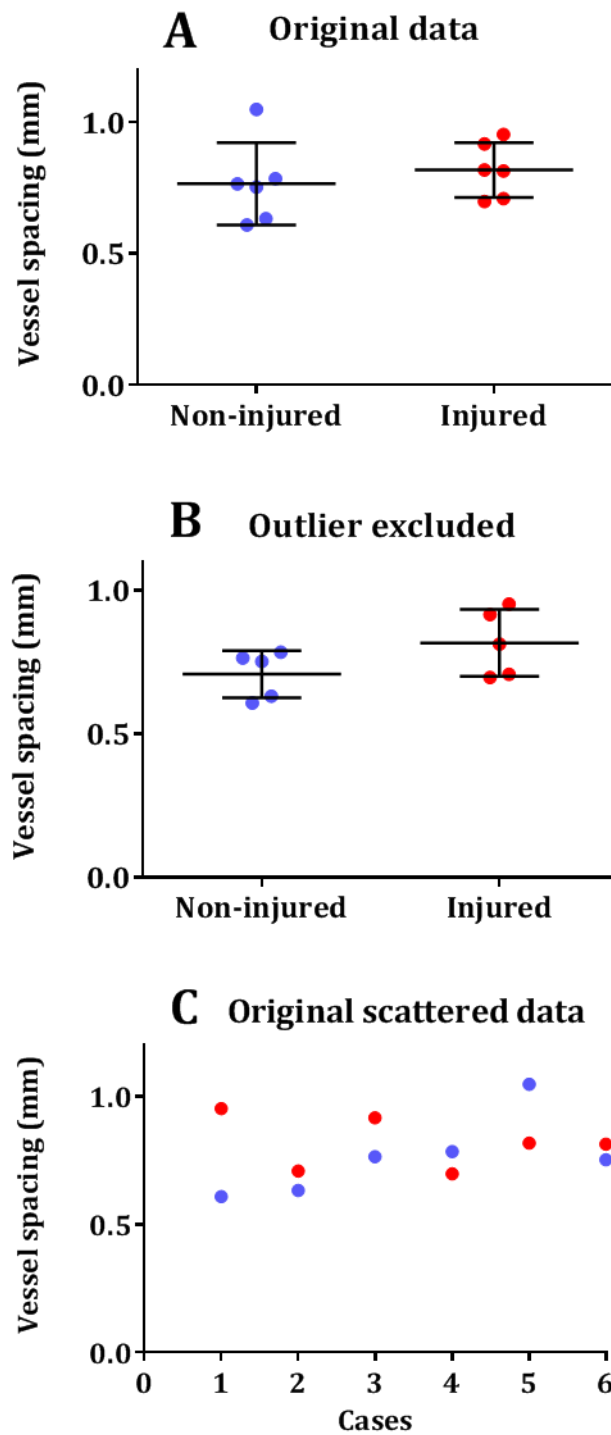 A Original data
Vessel spacing (mm)
1.0
0.5
0.0
Non-injured Injured
B Outlier excluded
Vessel spacing (mm)
1.0
0.5
0.0
Non-injured Injured
C Original scattered data
Vessel spacing (mm)
1.0
0.5
0.0
0 1 2 3 4 5 6
Cases